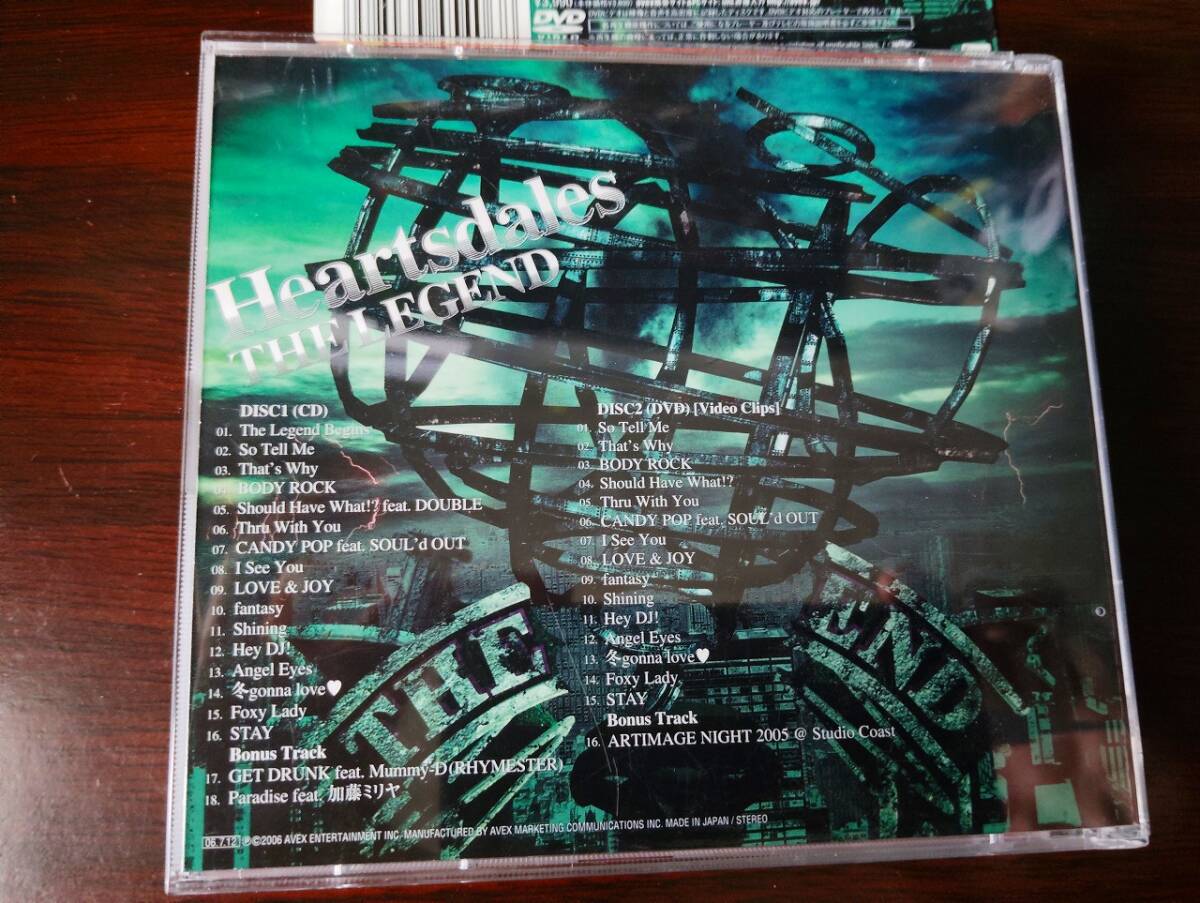 DVD
Heartsdales
THE LEGEND
DISC1 (CD)
01. The Legend Begins
02. So Tell Me
03. That's Why
04. BODY ROCK
05. Should Have What!? feat. DOUBLE
06. Thru With You
07. CANDY POP feat. SOUL'd OUT
08. I See You
09. LOVE & JOY
10. fantasy
11. Shining
12. Hey DJ!
13. Angel Eyes
14. 冬gonna love♥
15. Foxy Lady
16. STAY
Bonus Track
17. GET DRUNK feat. Mummy-D(RHYMESTER)
18. Paradise feat. 加藤ミリヤ
DISC2 (DVD) [Video Clips]
01. So Tell Me
02. That's Why
03. BODY ROCK
04. Should Have What!?
05. Thru With You
06. CANDY POP feat. SOUL'd OUT
07. I See You
08. LOVE & JOY
09. fantasy
10. Shining
11. Hey DJ!
12. Angel Eyes
13. 冬gonna love♥
14. Foxy Lady
15. STAY
Bonus Track
16. ARTIMAGE NIGHT 2005 @ Studio Coast
THE END
06.7.12 ℗©2006 AVEX ENTERTAINMENT INC. MANUFACTURED BY AVEX MARKETING COMMUNICATIONS INC. MADE IN JAPAN / STEREO